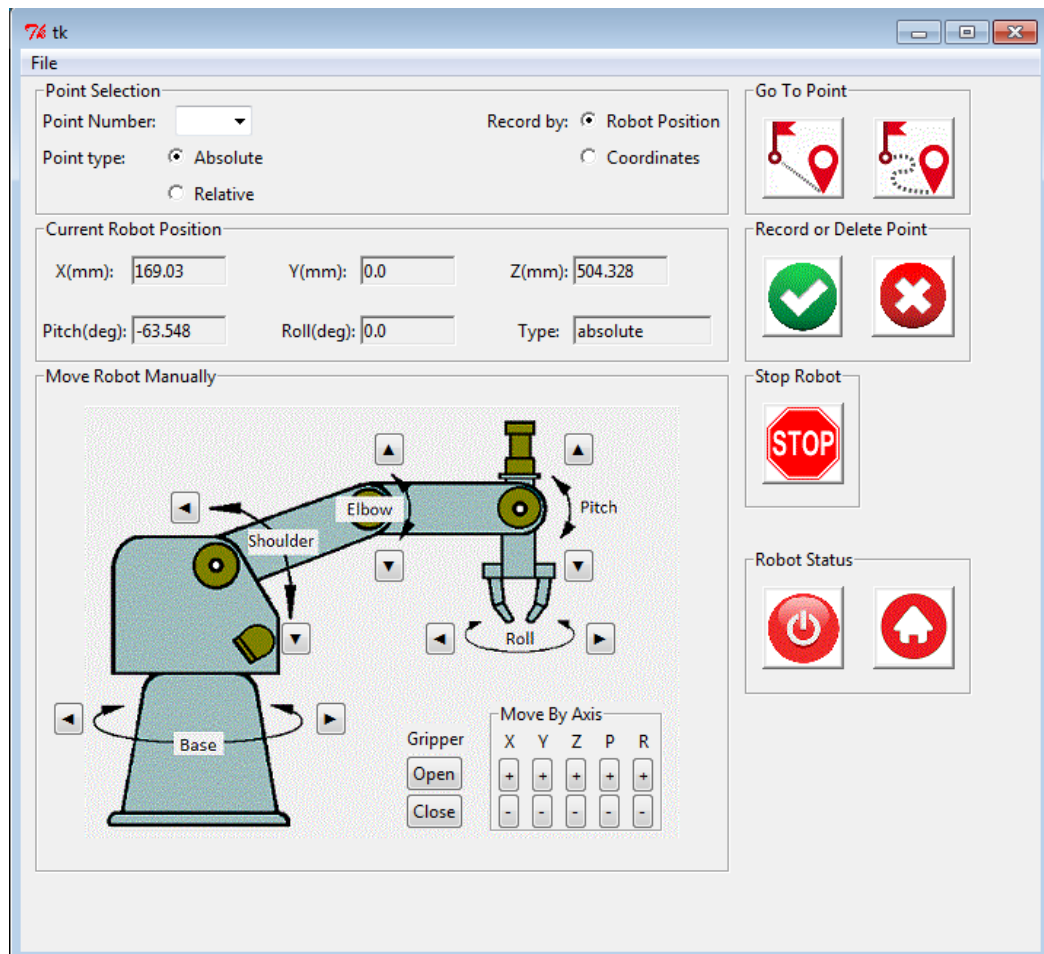 tk
File
Point Selection
Point Number:
Record by: Robot Position
Point type: Absolute
Coordinates
Relative
Go To Point
Current Robot Position
X(mm): 169.03 Y(mm): 0.0 Z(mm): 504.328
Pitch(deg): -63.548 Roll(deg): 0.0 Type: absolute
Record or Delete Point
Move Robot Manually
Elbow
Pitch
Shoulder
Roll
Base
Gripper
Open
Close
Move By Axis
X Y Z P R
+ + + + +
- - - - -
Stop Robot
STOP
Robot Status